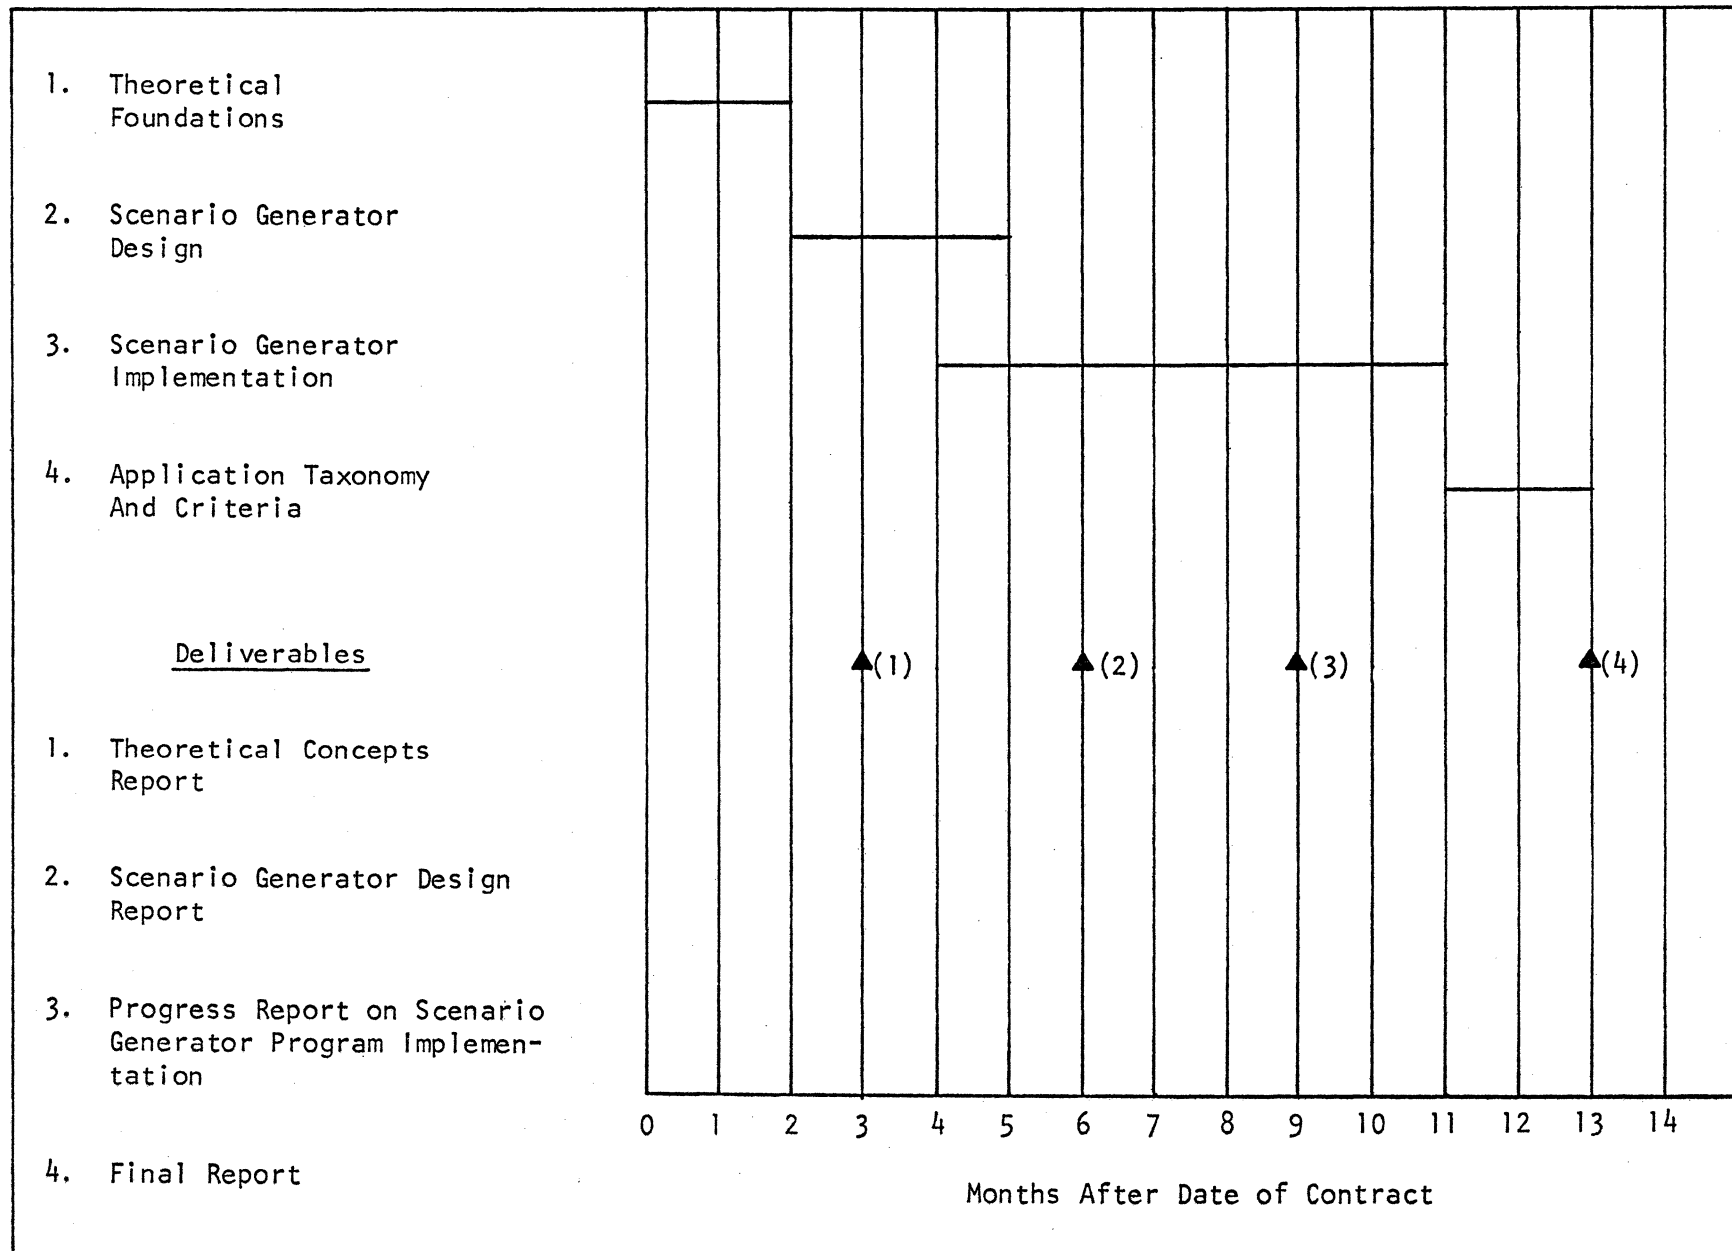 1. Theoretical
Foundations
2. Scenario Generator
Design
3. Scenario Generator
Implementation
4. Application Taxonomy
And Criteria
Deliverables
(1) (2) (3) (4)
1. Theoretical Concepts
Report
2. Scenario Generator Design
Report
3. Progress Report on Scenario
Generator Program Implemen-
tation
0 1 2 3 4 5 6 7 8 9 10 11 12 13 14
4. Final Report
Months After Date of Contract